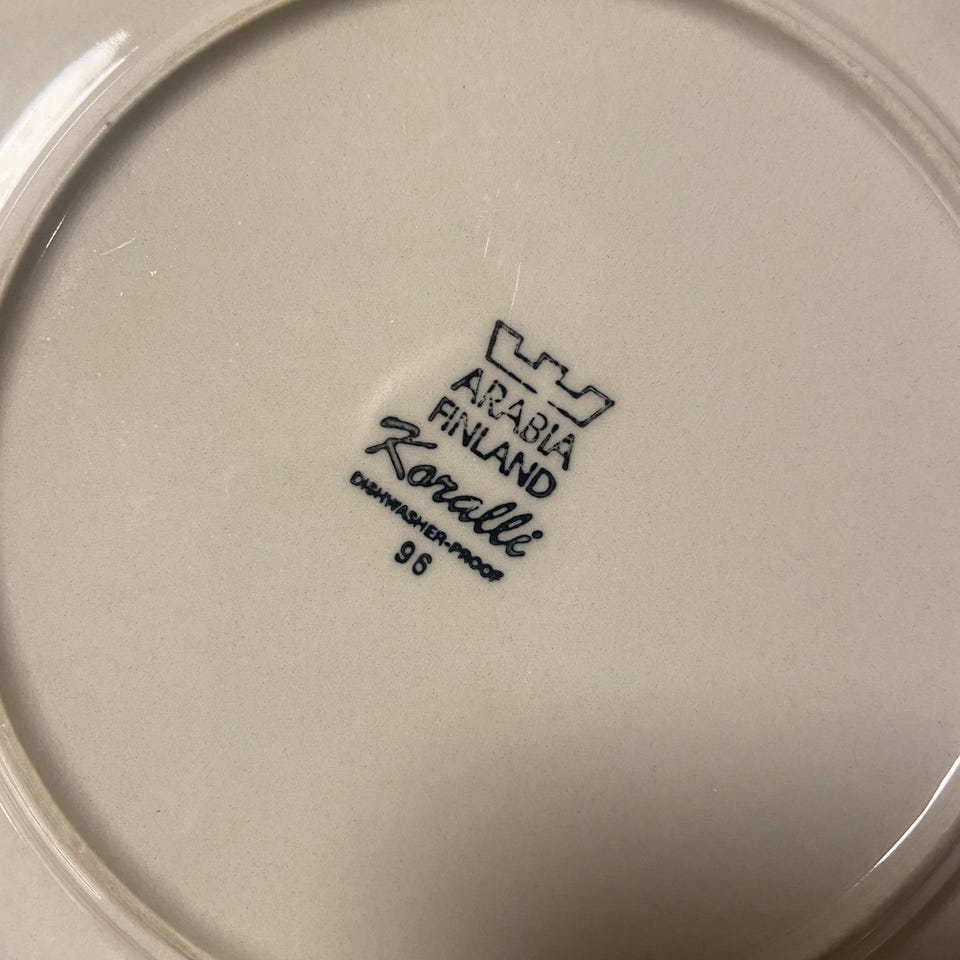 ARABIA
FINLAND
Koralli
DISHWASHER-PROOF
96